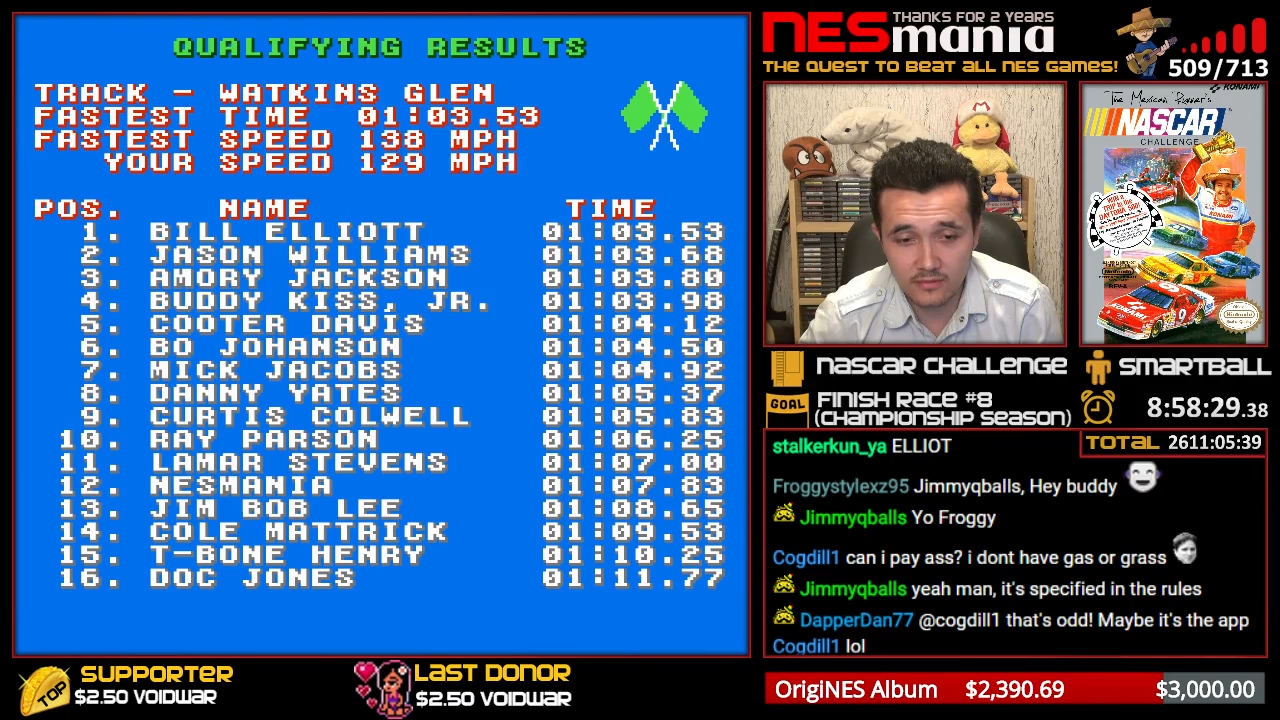 QUALIFYING RESULTS
TRACK - WATKINS GLEN
FASTEST TIME 01:03.53
FASTEST SPEED 138 MPH
YOUR SPEED 129 MPH
POS. NAME TIME
1. BILL ELLIOTT 01:03.53
2. JASON WILLIAMS 01:03.68
3. AMORY JACKSON 01:03.80
4. BUDDY KISS, JR. 01:03.98
5. COOTER DAVIS 01:04.12
6. BO JOHANSON 01:04.50
7. MICK JACOBS 01:04.92
8. DANNY YATES 01:05.37
9. CURTIS COLWELL 01:05.83
10. RAY PARSON 01:06.25
11. LAMAR STEVENS 01:07.00
12. NESMANIA 01:07.83
13. JIM BOB LEE 01:08.65
14. COLE MATTRICK 01:09.53
15. T-BONE HENRY 01:10.25
16. DOC JONES 01:11.77
THANKS FOR 2 YEARS
NESmania
THE QUEST TO BEAT ALL NES GAMES!
509/713
KONAMI
The Mexican Runner's
NASCAR
CHALLENGE
KONAMI
9
Nintendo
NASCAR CHALLENGE
SMARTBALL
GOAL
FINISH RACE #8
(CHAMPIONSHIP SEASON)
8:58:29.38
TOTAL 2611:05:39
stalkerkun_ya ELLIOT
Froggystylexz95 Jimmyqballs, Hey buddy
Jimmyqballs Yo Froggy
Cogdill1 can i pay ass? i dont have gas or grass
Jimmyqballs yeah man, it's specified in the rules
DapperDan77 @cogdill1 that's odd! Maybe it's the app
Cogdill1 lol
TOP
SUPPORTER
$2.50 VOIDWAR
LAST DONOR
$2.50 VOIDWAR
OrigiNES Album $2,390.69 $3,000.00